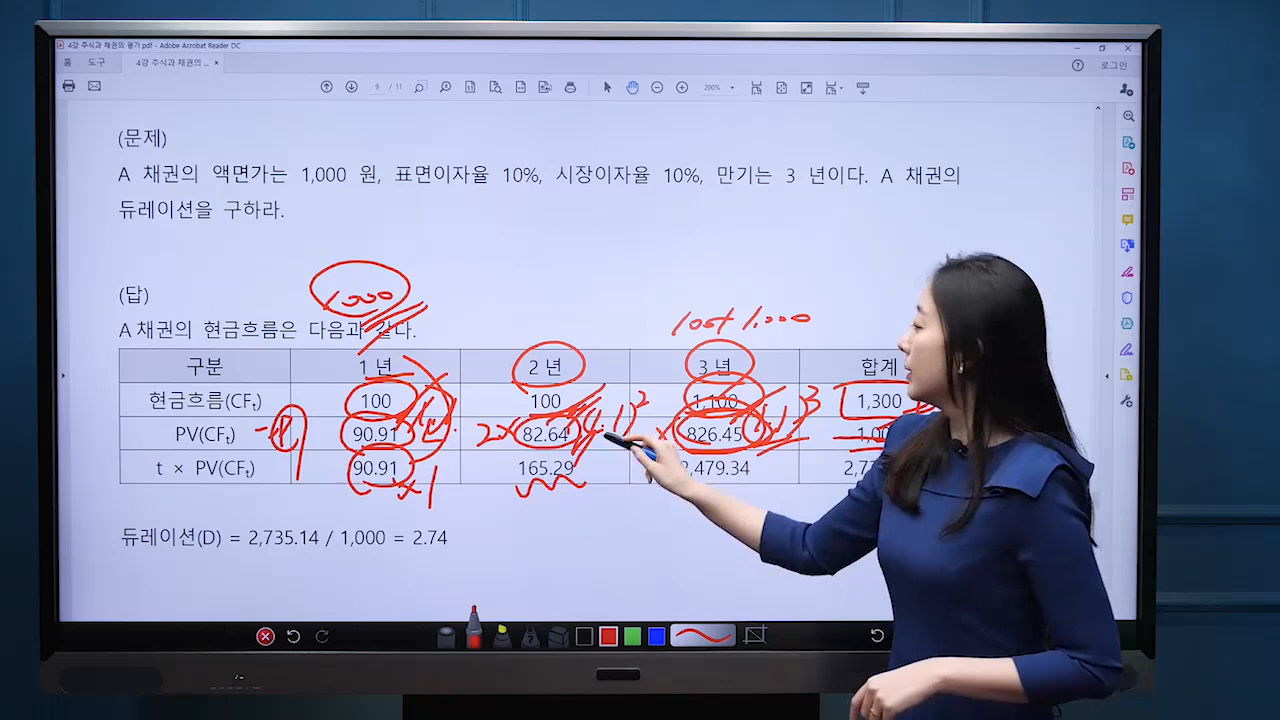 4강 주식과 채권의 평가.pdf - Adobe Acrobat Reader DC
홈 도구 4강 주식과 채권의 ... ×
로그인
9 / 11 200%
(문제)
A 채권의 액면가는 1,000 원, 표면이자율 10%, 시장이자율 10%, 만기는 3 년이다. A 채권의
듀레이션을 구하라.
1,000
(답)
100+1,000
A 채권의 현금흐름은 다음과 같다.
구분 1 년 2 년 3 년 합계
현금흐름(CFt) 100 100 1,100 1,300
PV(CFt) 90.91 82.64 826.45
t × PV(CFt) 90.91 165.29 2,479.34
×1
듀레이션(D) = 2,735.14 / 1,000 = 2.74